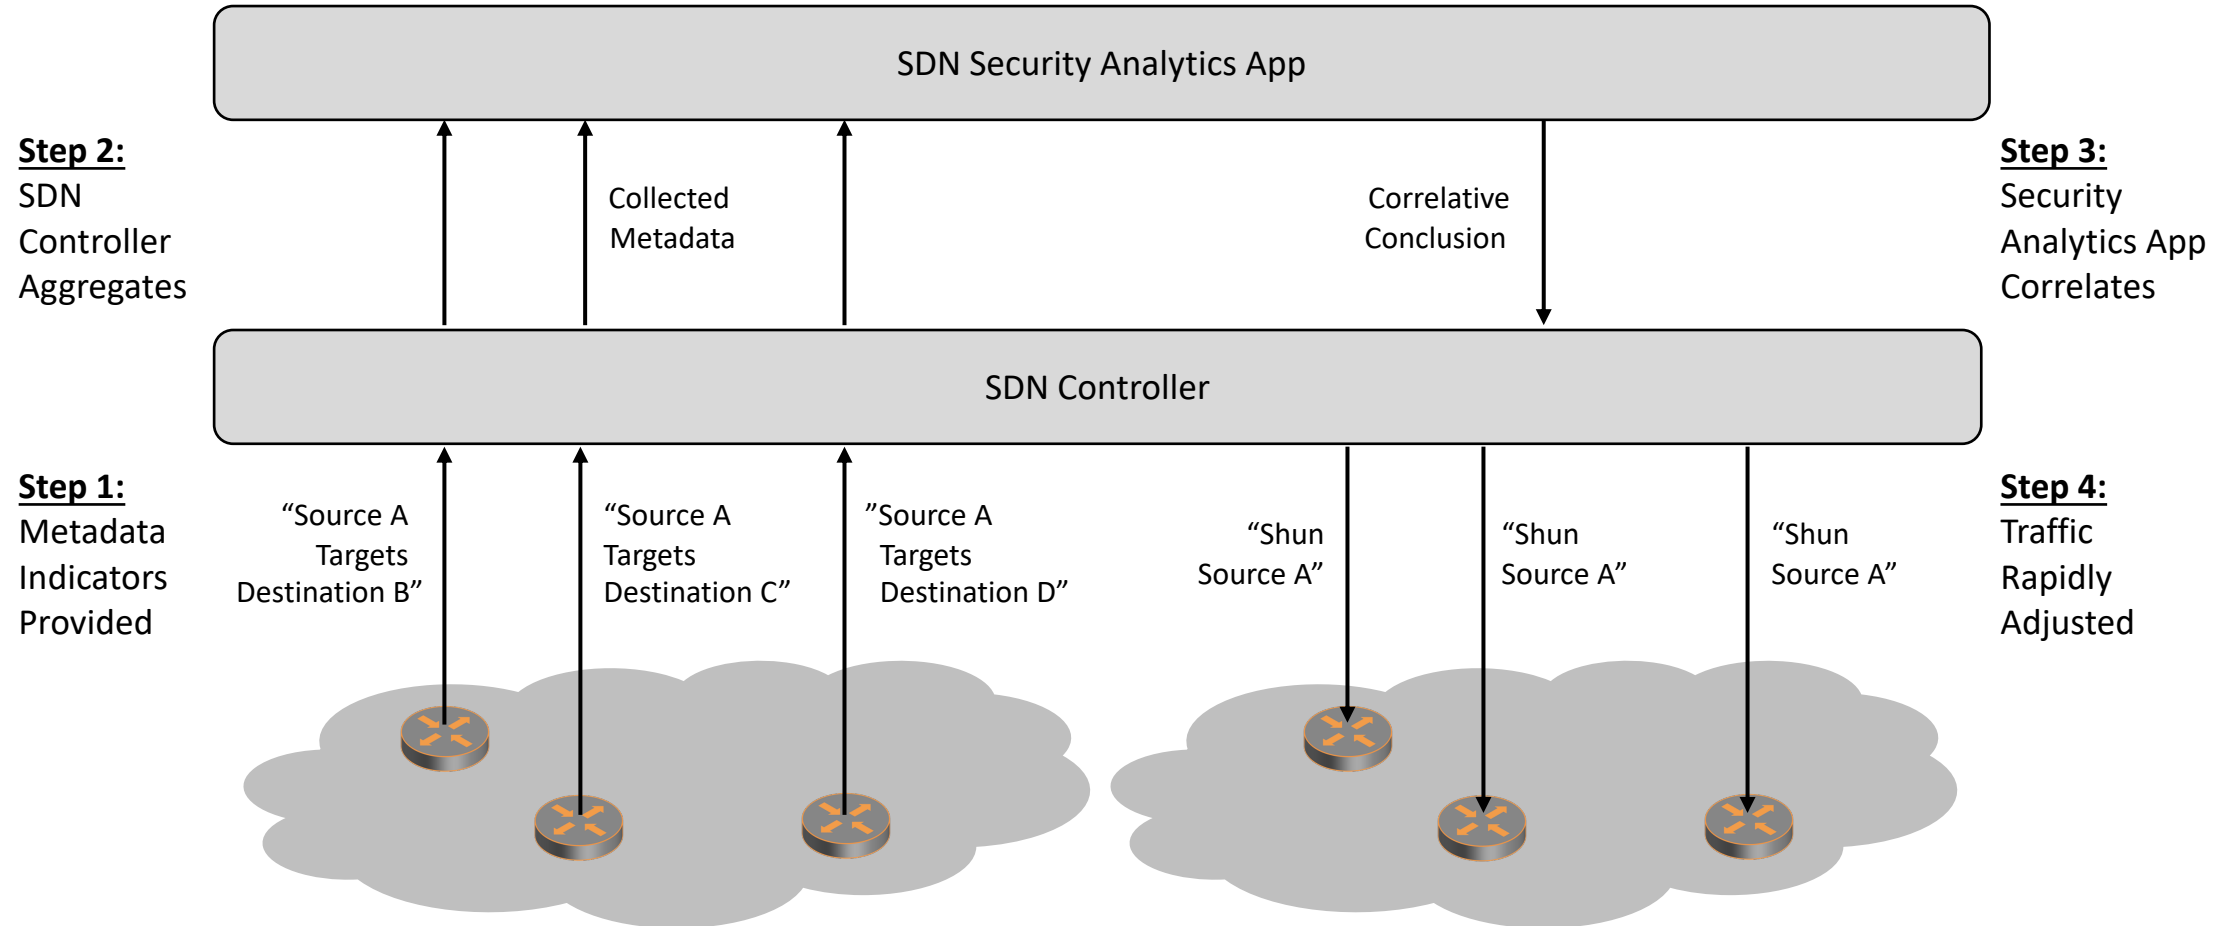 SDN Security Analytics App
Step 2:
SDN
Controller
Aggregates
Collected
Metadata
Correlative
Conclusion
Step 3:
Security
Analytics App
Correlates
SDN Controller
Step 1:
Metadata
Indicators
Provided
“Source A
Targets
Destination B”
“Source A
Targets
Destination C”
”Source A
Targets
Destination D”
“Shun
Source A”
“Shun
Source A”
“Shun
Source A”
Step 4:
Traffic
Rapidly
Adjusted